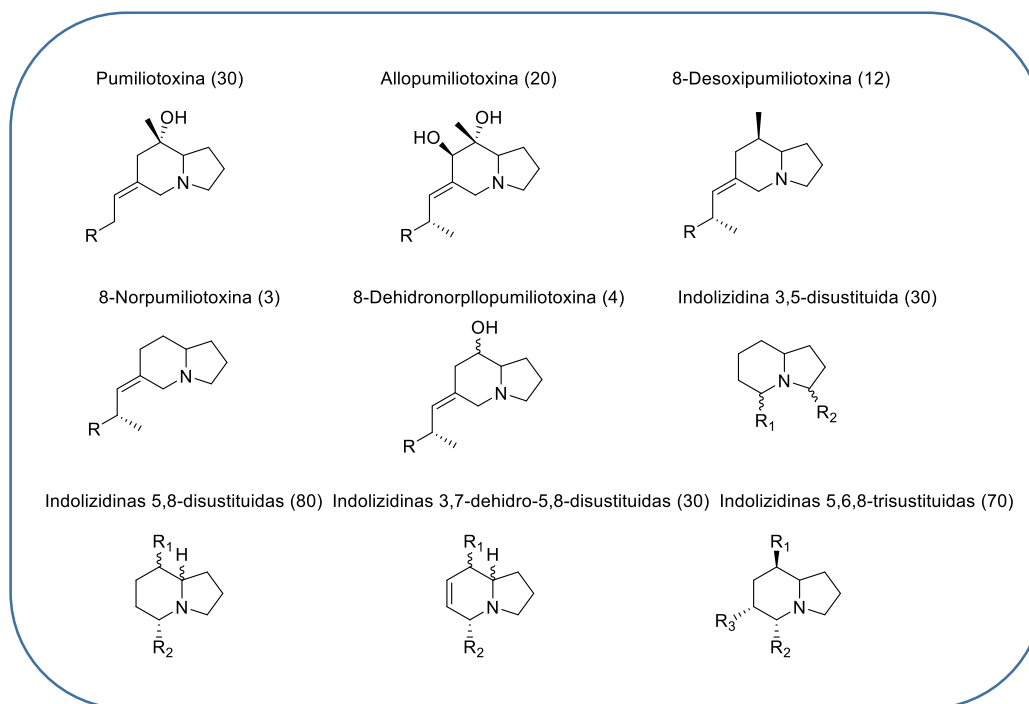 Pumiliotoxina (30) Allopumiliotoxina (20) 8-Desoxipumiliotoxina (12)
OH
N
R
OH
HO
N
R
N
R
8-Norpumiliotoxina (3) 8-Dehidronorpllopumiliotoxina (4) Indolizidina 3,5-disustituida (30)
N
R
OH
N
R
N
R1
R2
Indolizidinas 5,8-disustituidas (80) Indolizidinas 3,7-dehidro-5,8-disustituidas (30) Indolizidinas 5,6,8-trisustituidas (70)
R1
H
N
R2
R1
H
N
R2
R1
N
R3
R2